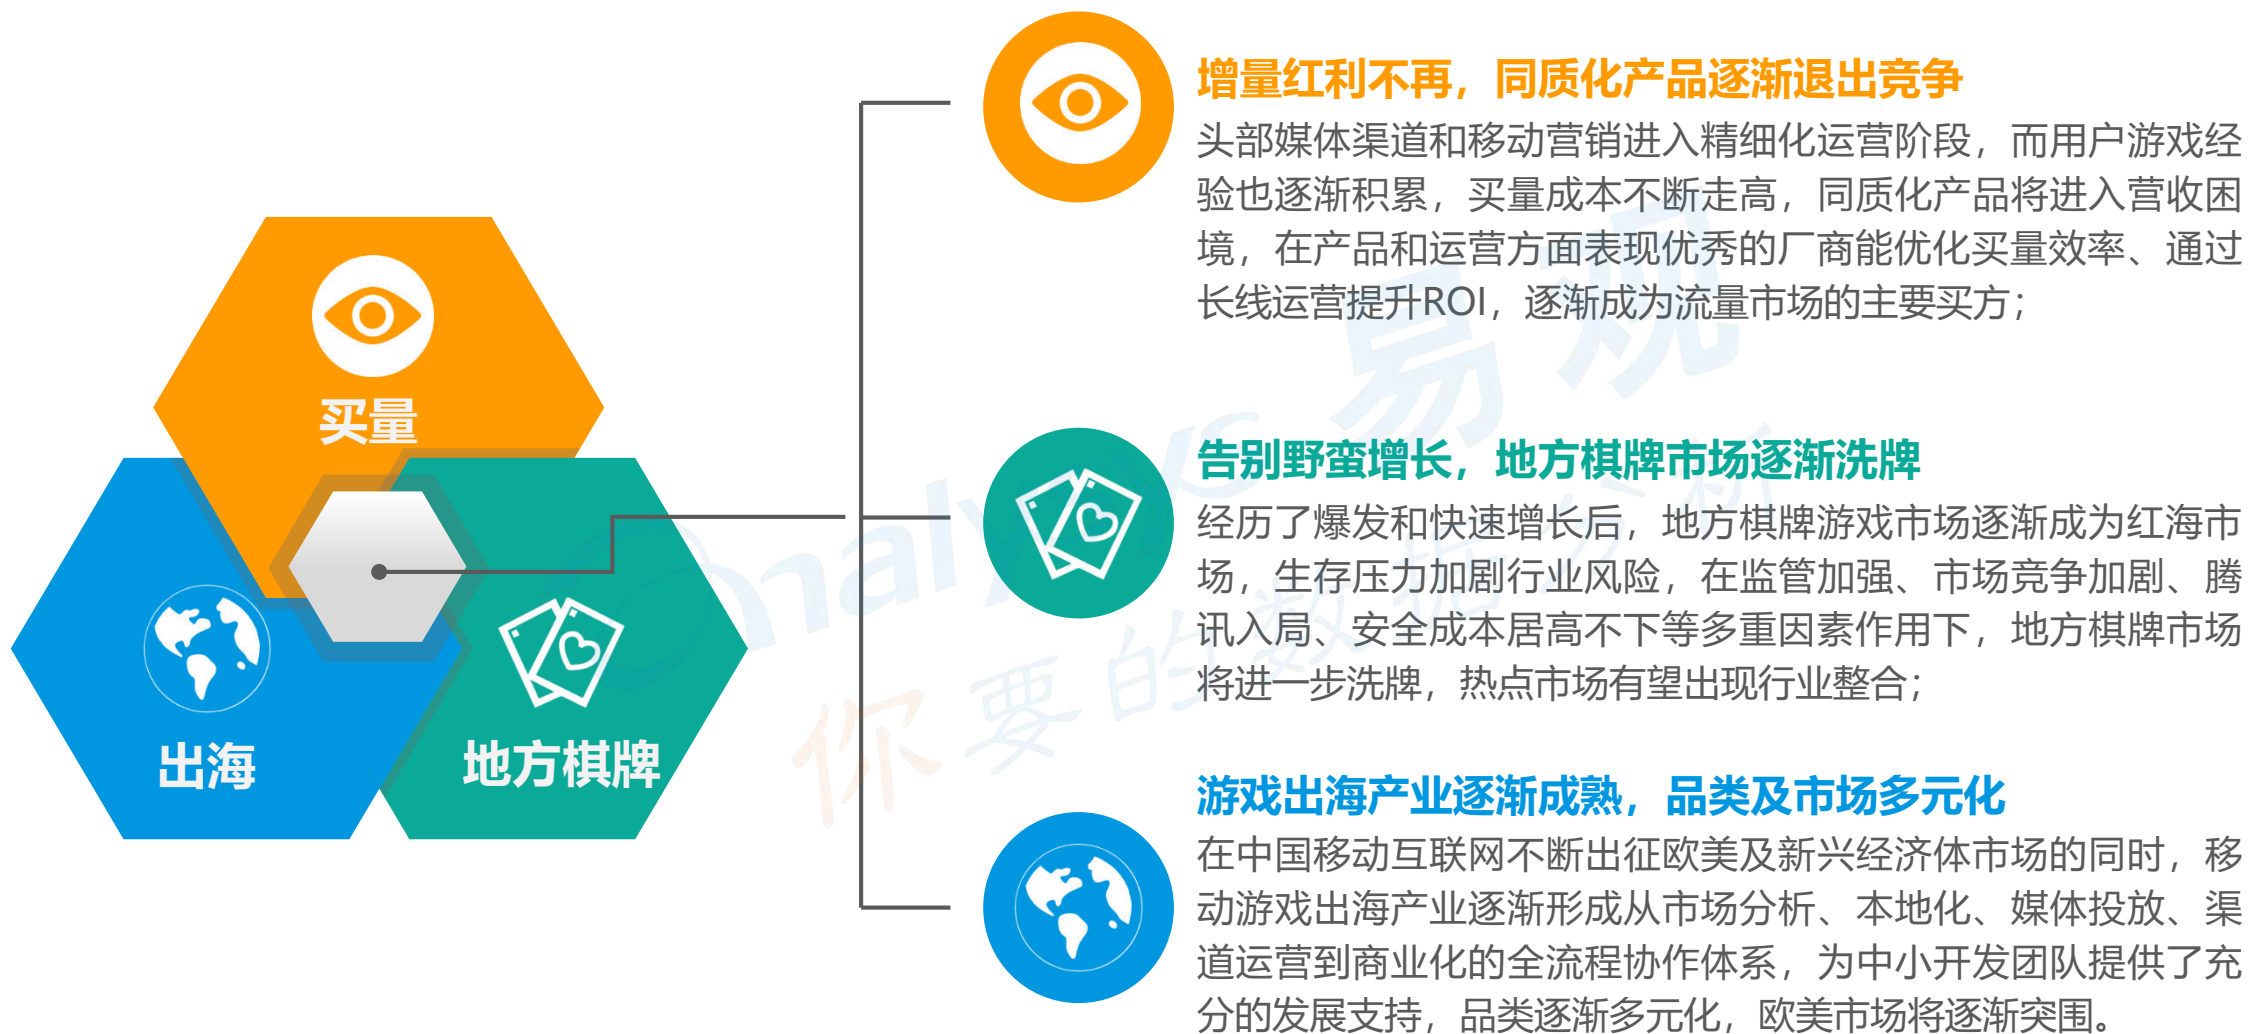 买量
出海
地方棋牌
增量红利不再，同质化产品逐渐退出竞争
头部媒体渠道和移动营销进入精细化运营阶段，而用户游戏经
验也逐渐积累，买量成本不断走高，同质化产品将进入营收困
境，在产品和运营方面表现优秀的厂商能优化买量效率、通过
长线运营提升ROI，逐渐成为流量市场的主要买方；
告别野蛮增长，地方棋牌市场逐渐洗牌
经历了爆发和快速增长后，地方棋牌游戏市场逐渐成为红海市
场，生存压力加剧行业风险，在监管加强、市场竞争加剧、腾
讯入局、安全成本居高不下等多重因素作用下，地方棋牌市场
将进一步洗牌，热点市场有望出现行业整合；
游戏出海产业逐渐成熟，品类及市场多元化
在中国移动互联网不断出征欧美及新兴经济体市场的同时，移
动游戏出海产业逐渐形成从市场分析、本地化、媒体投放、渠
道运营到商业化的全流程协作体系，为中小开发团队提供了充
分的发展支持，品类逐渐多元化，欧美市场将逐渐突围。
analysys 易观
你要的数据分析